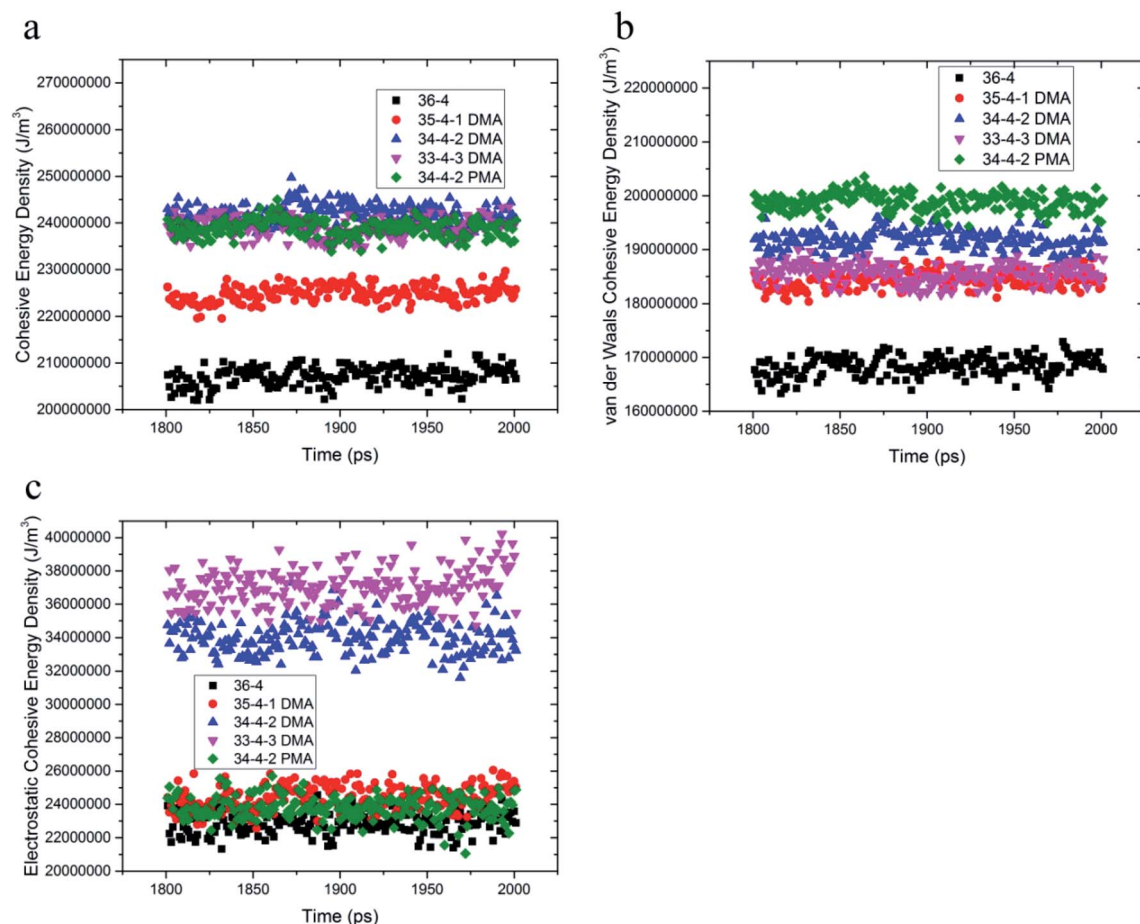 a
Cohesive Energy Density (J/m³)
270000000
260000000
250000000
240000000
230000000
220000000
210000000
200000000
36-4
35-4-1 DMA
34-4-2 DMA
33-4-3 DMA
34-4-2 PMA
1800 1850 1900 1950 2000
Time (ps)
b
van der Waals Cohesive Energy Density (J/m³)
220000000
210000000
200000000
190000000
180000000
170000000
160000000
36-4
35-4-1 DMA
34-4-2 DMA
33-4-3 DMA
34-4-2 PMA
1800 1850 1900 1950 2000
Time (ps)
c
Electrostatic Cohesive Energy Density (J/m³)
40000000
38000000
36000000
34000000
32000000
30000000
28000000
26000000
24000000
22000000
20000000
36-4
35-4-1 DMA
34-4-2 DMA
33-4-3 DMA
34-4-2 PMA
1800 1850 1900 1950 2000
Time (ps)